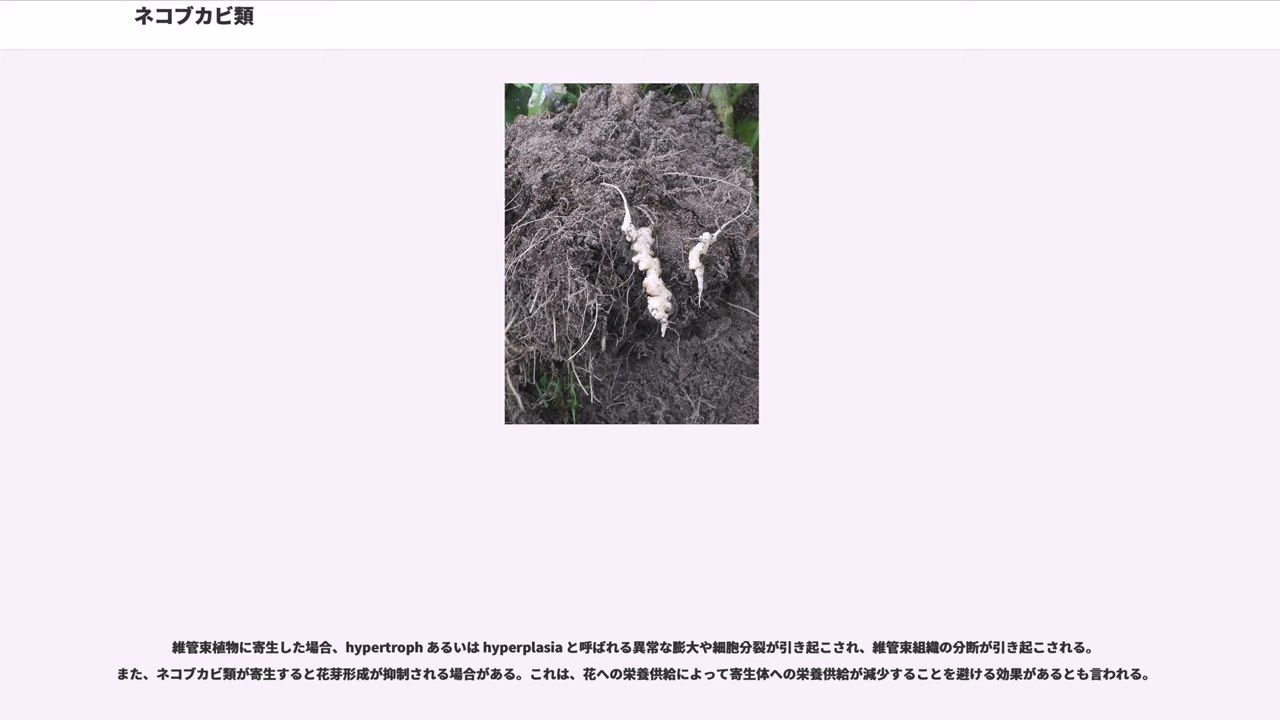 ネコブカビ類
維管束植物に寄生した場合、hypertroph あるいは hyperplasia と呼ばれる異常な膨大や細胞分裂が引き起こされ、維管束組織の分断が引き起こされる。
また、ネコブカビ類が寄生すると花芽形成が抑制される場合がある。これは、花への栄養供給によって寄生体への栄養供給が減少することを避ける効果があるとも言われる。